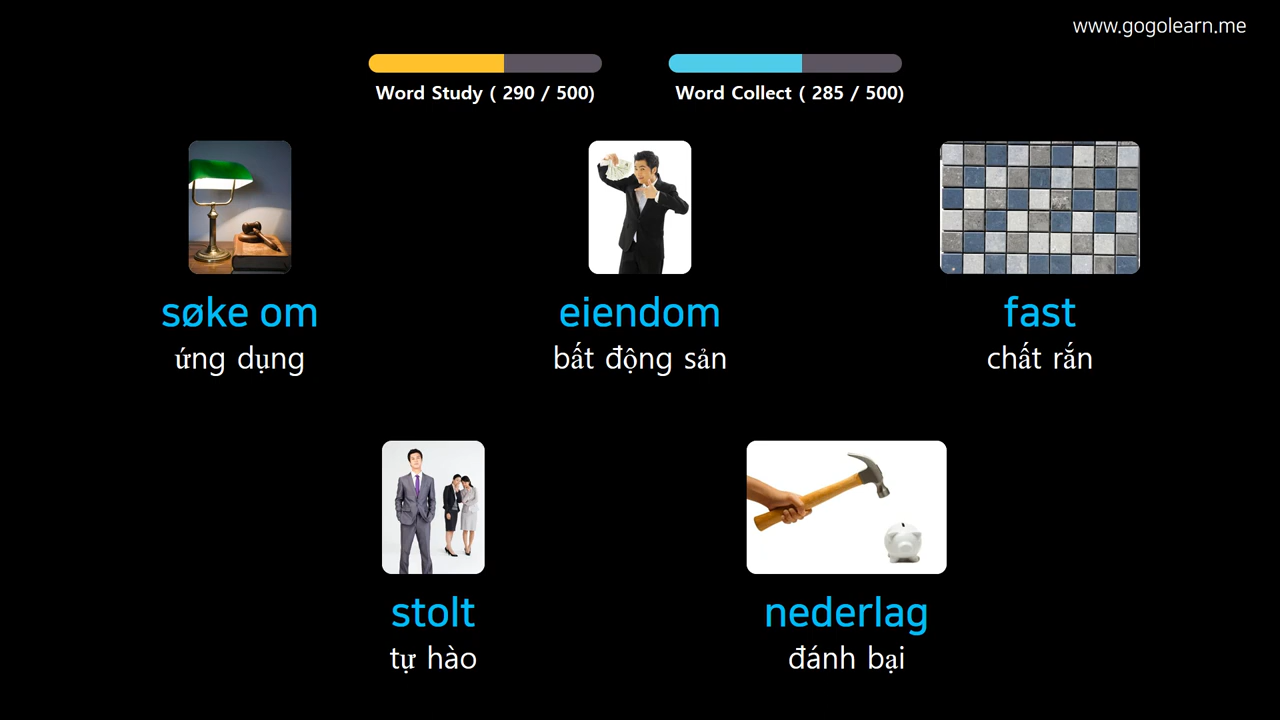 www.gogolearn.me
Word Study ( 290 / 500)
Word Collect ( 285 / 500)
søke om
ứng dụng
eiendom
bất động sản
fast
chất rắn
stolt
tự hào
nederlag
đánh bại